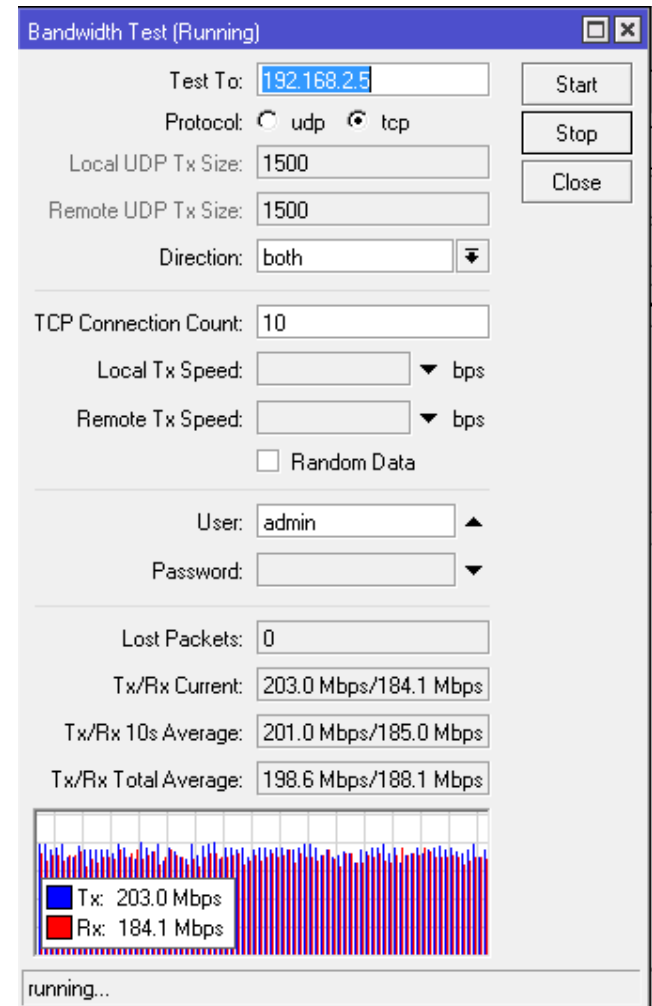 Bandwidth Test (Running)
Test To: 192.168.2.5
Start
Protocol: udp tcp
Stop
Local UDP Tx Size: 1500
Close
Remote UDP Tx Size: 1500
Direction: both
TCP Connection Count: 10
Local Tx Speed: bps
Remote Tx Speed: bps
Random Data
User: admin
Password:
Lost Packets: 0
Tx/Rx Current: 203.0 Mbps/184.1 Mbps
Tx/Rx 10s Average: 201.0 Mbps/185.0 Mbps
Tx/Rx Total Average: 198.6 Mbps/188.1 Mbps
Tx: 203.0 Mbps
Rx: 184.1 Mbps
running...